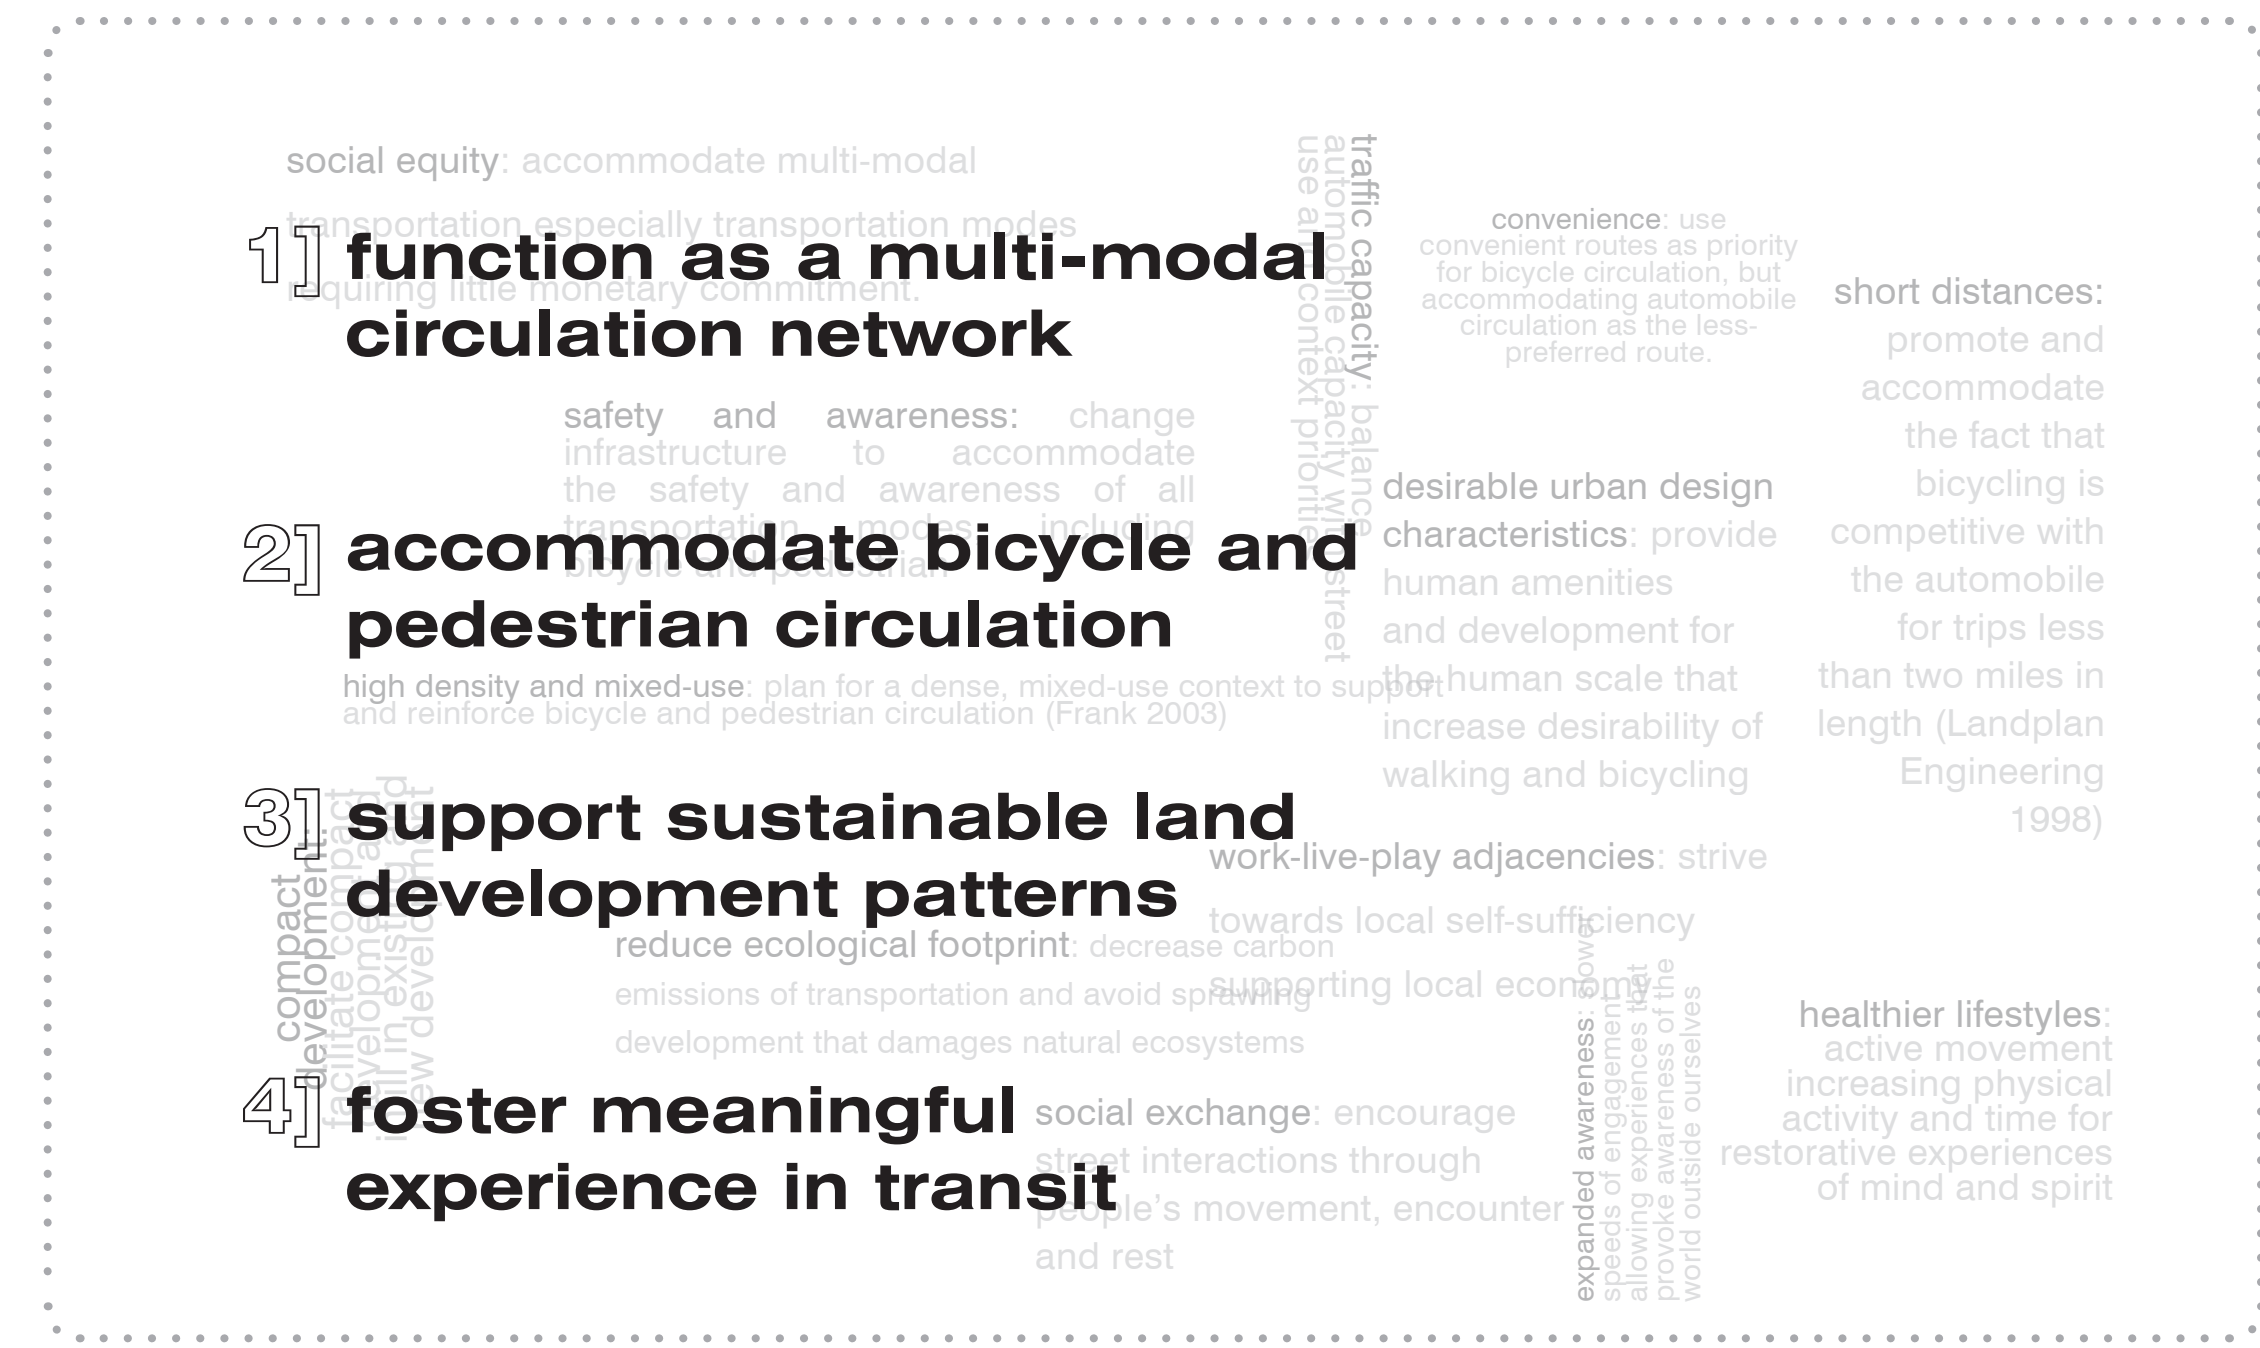 social equity: accommodate multi-modal
transportation especially transportation modes
requiring little monetary commitment.
1] function as a multi-modal
circulation network
traffic capacity: balance
automobile capacity with street
use and context priorities
convenience: use
convenient routes as priority
for bicycle circulation, but
accommodating automobile
circulation as the less-
preferred route.
short distances:
promote and
accommodate
the fact that
bicycling is
competitive with
the automobile
for trips less
than two miles in
length (Landplan
Engineering
1998)
safety and awareness: change
infrastructure to accommodate
the safety and awareness of all
transportation modes including
bicycle and pedestrian
2] accommodate bicycle and
pedestrian circulation
desirable urban design
characteristics: provide
human amenities
and development for
the human scale that
increase desirability of
walking and bicycling
high density and mixed-use: plan for a dense, mixed-use context to support
and reinforce bicycle and pedestrian circulation (Frank 2003)
3] support sustainable land
development patterns
compact
development:
facilitate compact
development and
infill in existing and
new development
work-live-play adjacencies: strive
towards local self-sufficiency
supporting local economy
reduce ecological footprint: decrease carbon
emissions of transportation and avoid sprawling
development that damages natural ecosystems
4] foster meaningful
experience in transit
social exchange: encourage
street interactions through
people's movement, encounter
and rest
expanded awareness: slower
speeds of engagement
allowing experiences that
provoke awareness of the
world outside ourselves
healthier lifestyles:
active movement
increasing physical
activity and time for
restorative experiences
of mind and spirit